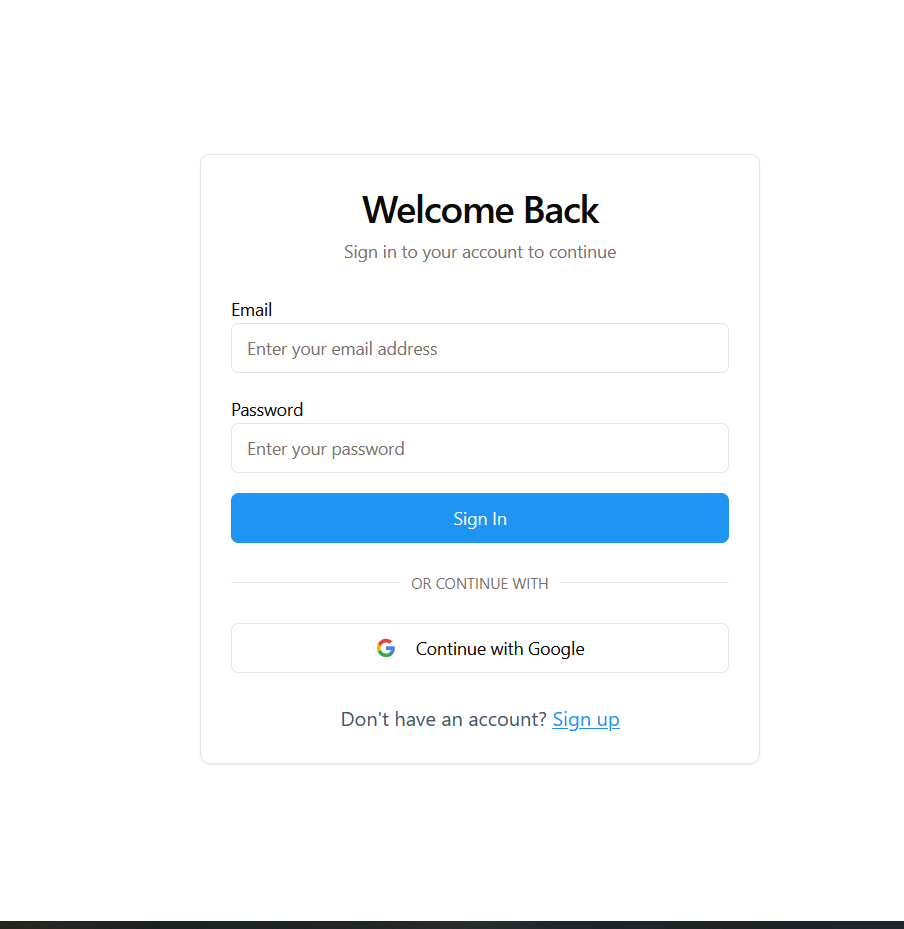 Welcome Back
Sign in to your account to continue
Email
Enter your email address
Password
Enter your password
Sign In
OR CONTINUE WITH
Continue with Google
Don't have an account? Sign up